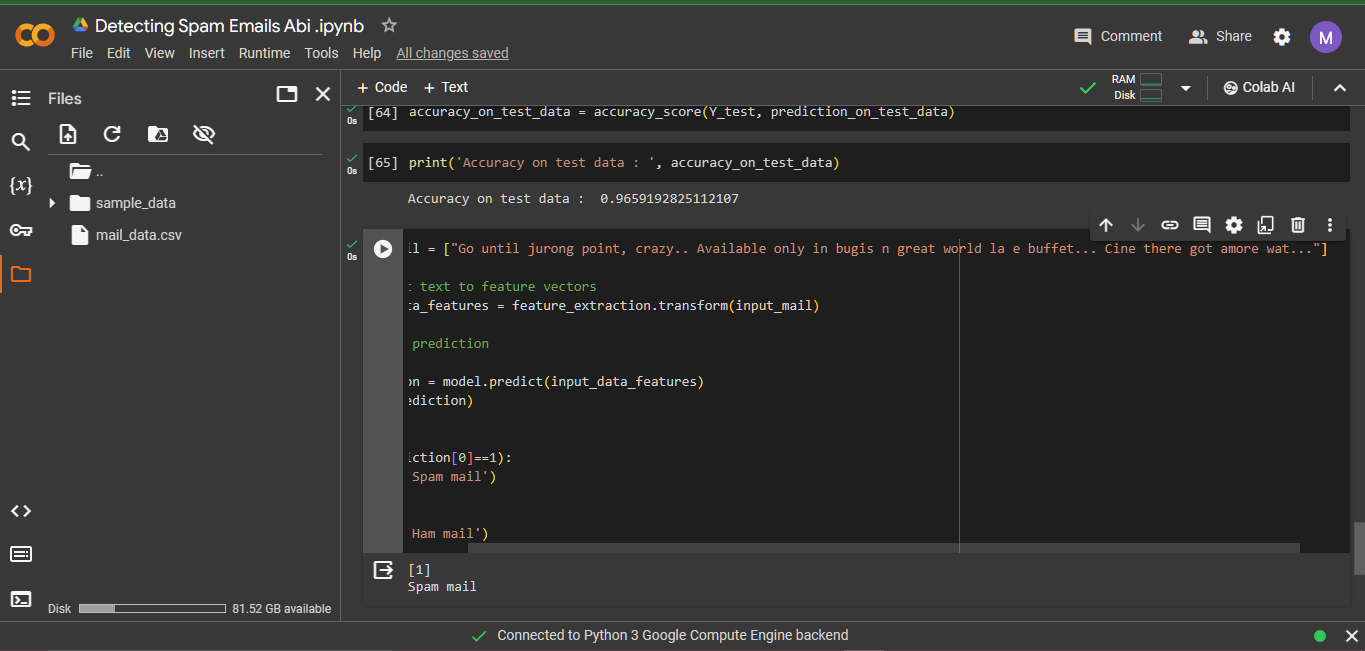 Detecting Spam Emails Abi .ipynb
File Edit View Insert Runtime Tools Help All changes saved
Comment Share M
Files
+ Code + Text
RAM
Disk
Colab AI
{x}
..
sample_data
mail_data.csv
Disk 81.52 GB available
0s [64] accuracy_on_test_data = accuracy_score(Y_test, prediction_on_test_data)
0s [65] print('Accuracy on test data : ', accuracy_on_test_data)
Accuracy on test data :  0.9659192825112107
0s
il = ["Go until jurong point, crazy.. Available only in bugis n great world la e buffet... Cine there got amore wat..."]
t text to feature vectors
ta_features = feature_extraction.transform(input_mail)
prediction
on = model.predict(input_data_features)
ediction)
iction[0]==1):
Spam mail')
Ham mail')
[1]
Spam mail
Connected to Python 3 Google Compute Engine backend